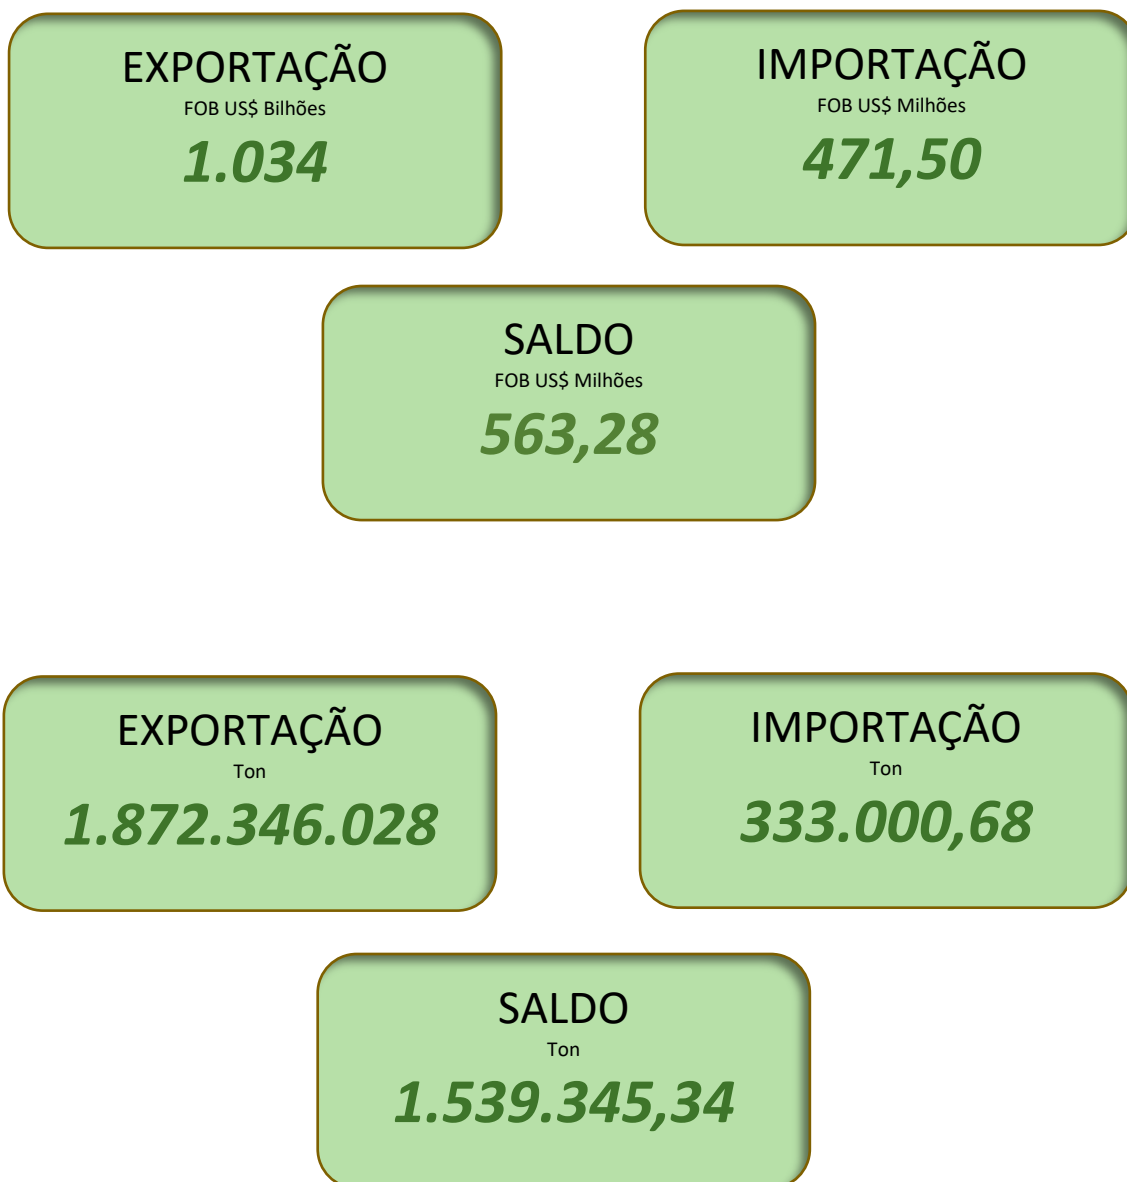 EXPORTAÇÃO
FOB US$ Bilhões
1.034
IMPORTAÇÃO
FOB US$ Milhões
471,50
SALDO
FOB US$ Milhões
563,28
EXPORTAÇÃO
Ton
1.872.346.028
IMPORTAÇÃO
Ton
333.000,68
SALDO
Ton
1.539.345,34